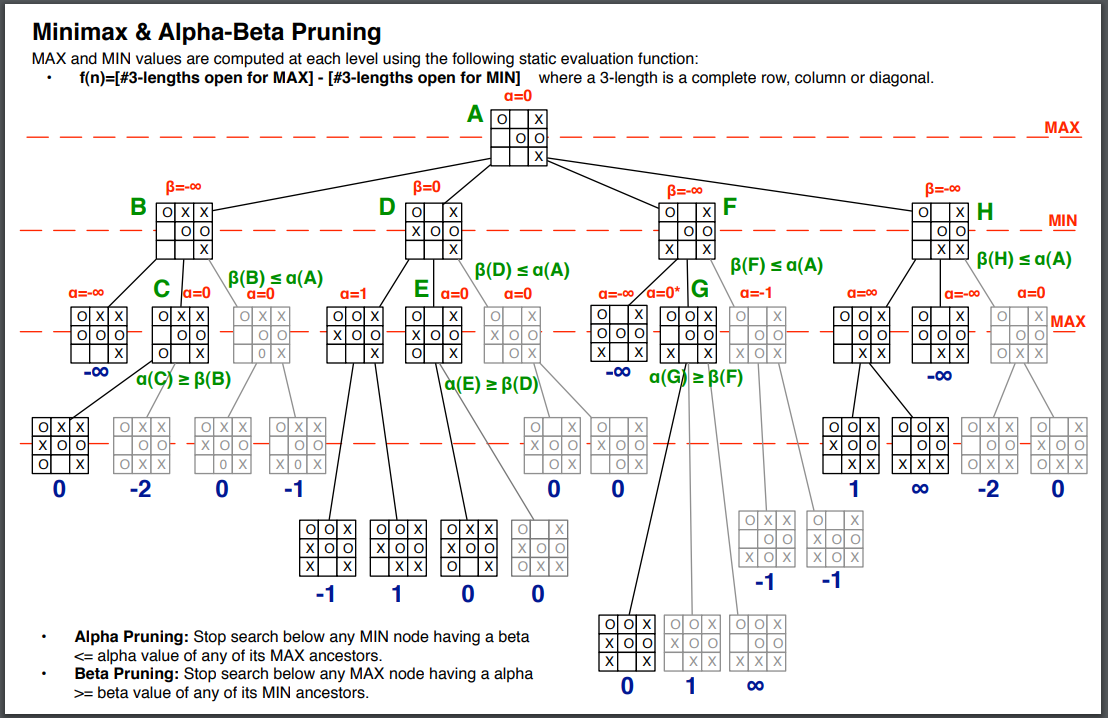 Minimax & Alpha-Beta Pruning
MAX and MIN values are computed at each level using the following static evaluation function:
• f(n)=[#3-lengths open for MAX] - [#3-lengths open for MIN] where a 3-length is a complete row, column or diagonal.
α=0
A
O X
O O
X
MAX
β=-∞ β=0 β=-∞ β=-∞
B D F H
O X X O X O X O X
O O X O O O O O O
X X X X X X
MIN
β(B) ≤ α(A) β(D) ≤ α(A) β(F) ≤ α(A) β(H) ≤ α(A)
α=-∞ C α=0 α=0 α=1 E α=0 α=0 α=-∞ α=0* G α=-1 α=∞ α=-∞ α=0
O X X O X X O X X O O X O X O X O X O O X O X O O X O X O X
O O O O O O O X O O X O O X O O O O O O O O O O O O O O O O
X O X 0 X X O X O X X X X X X O X X X X X O X X
MAX
-∞ -∞ -∞
α(C) ≥ β(B) α(E) ≥ β(D) α(G) ≥ β(F)
O X X O X X O X X O X X O X O X O O X O O X O X X O X
X O O O O X O O O O X O O X O O X O O O O O O X O O
O X O X X 0 X X 0 X O X O X X X X X X O X X O X X
0 -2 0 -1 0 0 1 ∞ -2 0
O X X O X
O O X O O
X O X X O X
-1 -1
O O X O O X O X X O X
X O O X O O X O O X O O
X X X X O X O X X
-1 1 0 0
O O X O O X O O X
X O O X O O O O
X X X X X X X
0 1 ∞
• Alpha Pruning: Stop search below any MIN node having a beta
<= alpha value of any of its MAX ancestors.
• Beta Pruning: Stop search below any MAX node having a alpha
>= beta value of any of its MIN ancestors.